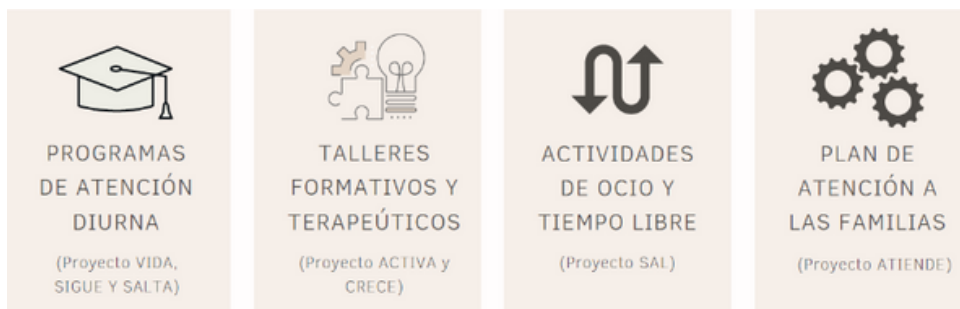 PROGRAMAS
DE ATENCIÓN
DIURNA
(Proyecto VIDA,
SIGUE Y SALTA)
TALLERES
FORMATIVOS Y
TERAPEÚTICOS
(Proyecto ACTIVA y
CRECE)
ACTIVIDADES
DE OCIO Y
TIEMPO LIBRE
(Proyecto SAL)
PLAN DE
ATENCIÓN A
LAS FAMILIAS
(Proyecto ATIENDE)